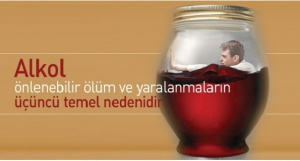 Alkol
önlenebilir ölüm ve yaralanmaların
üçüncü temel nedenidir